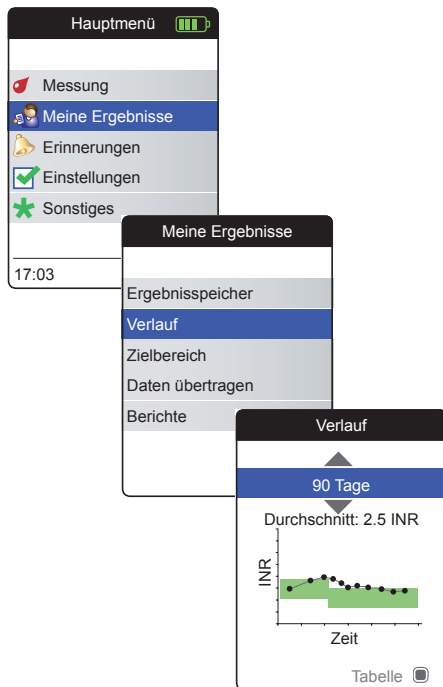 Hauptmenü
Messung
Meine Ergebnisse
Erinnerungen
Einstellungen
Sonstiges
17:03
Meine Ergebnisse
Ergebnisspeicher
Verlauf
Zielbereich
Daten übertragen
Berichte
Verlauf
90 Tage
Durchschnitt: 2.5 INR
INR
Zeit
Tabelle